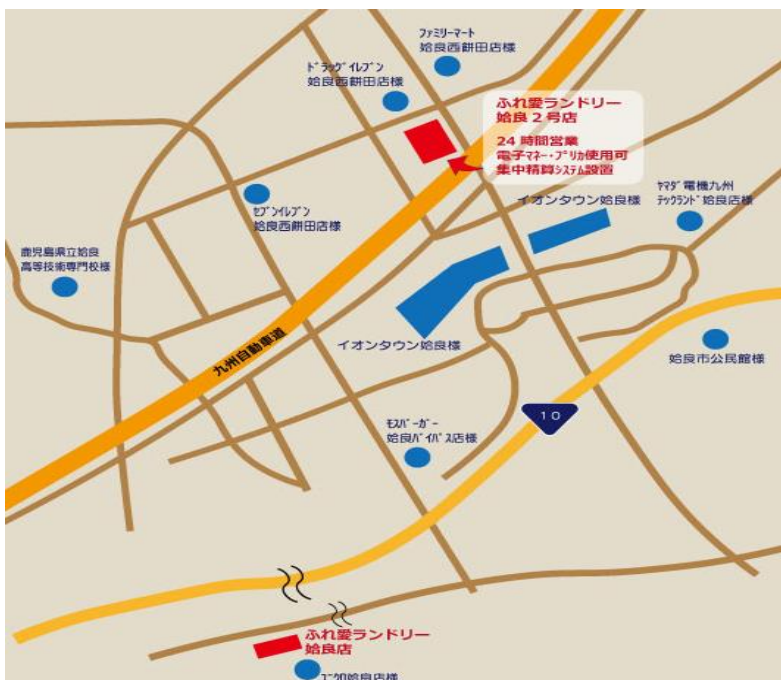 ファミリーマート
姶良西餅田店様
ドラッグイレブン
姶良西餅田店様
ふれ愛ランドリー
姶良２号店
24時間営業
電子マネー・プリカ使用可
集中精算システム設置
ヤマダ電機九州
テックランド姶良店様
イオンタウン姶良様
セブンイレブン
姶良西餅田店様
鹿児島県立姶良
高等技術専門校様
九州自動車道
イオンタウン姶良様
姶良市公民館様
10
モスバーガー
姶良バイパス店様
ふれ愛ランドリー
姶良店
ユニクロ姶良店様